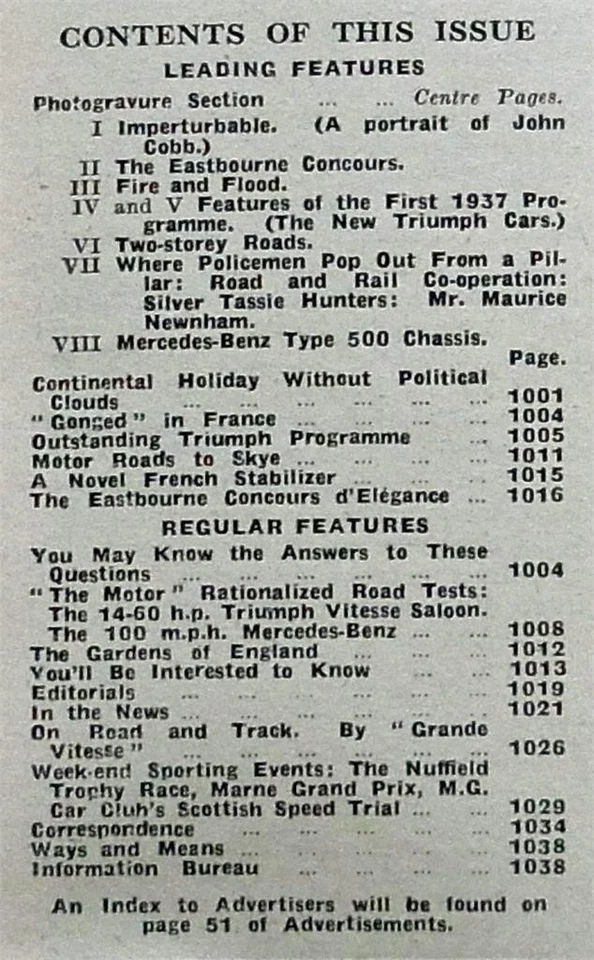 CONTENTS OF THIS ISSUE
LEADING FEATURES
Photogravure Section ... ... Centre Pages.
I Imperturbable. (A portrait of John
Cobb.)
II The Eastbourne Concours.
III Fire and Flood.
IV and V Features of the First 1937 Pro-
gramme. (The New Triumph Cars.)
VI Two-storey Roads.
VII Where Policemen Pop Out From a Pil-
lar: Road and Rail Co-operation:
Silver Tassie Hunters: Mr. Maurice
Newnham.
VIII Mercedes-Benz Type 500 Chassis.
Page.
Continental Holiday Without Political
Clouds ... ... ... ... ... ... 1001
"Gonged" in France ... ... ... ... 1004
Outstanding Triumph Programme ... 1005
Motor Roads to Skye ... ... ... ... 1011
A Novel French Stabilizer ... ... ... 1015
The Eastbourne Concours d'Elégance ... 1016
REGULAR FEATURES
You May Know the Answers to These
Questions ... ... ... ... ... ... 1004
"The Motor" Rationalized Road Tests:
The 14-60 h.p. Triumph Vitesse Saloon.
The 100 m.p.h. Mercedes-Benz ... ... 1008
The Gardens of England ... ... ... 1012
You'll Be Interested to Know ... ... 1013
Editorials ... ... ... ... ... ... 1019
In the News ... ... ... ... ... ... 1021
On Road and Track. By "Grande
Vitesse" ... ... ... ... ... ... 1026
Week-end Sporting Events: The Nuffield
Trophy Race, Marne Grand Prix, M.G.
Car Club's Scottish Speed Trial ... ... 1029
Correspondence ... ... ... ... ... 1034
Ways and Means ... ... ... ... ... 1038
Information Bureau ... ... ... ... 1038
An Index to Advertisers will be found on
page 51 of Advertisements.